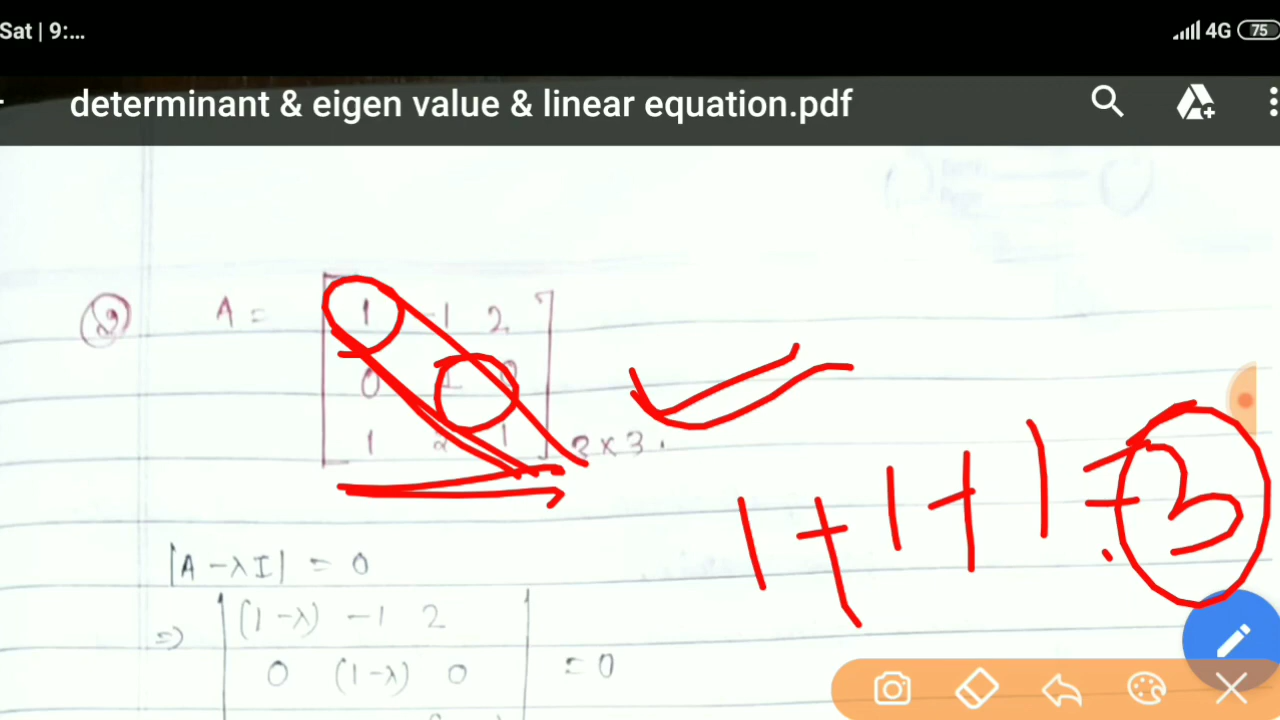 Sat | 9:...
4G 75
determinant & eigen value & linear equation.pdf
2 A =
1 -1 2
0 1 0
1 2 1
3 × 3.
1 + 1 + 1 = 3
|A - λI| = 0
⇒ (1-λ) -1 2
0 (1-λ) 0 = 0